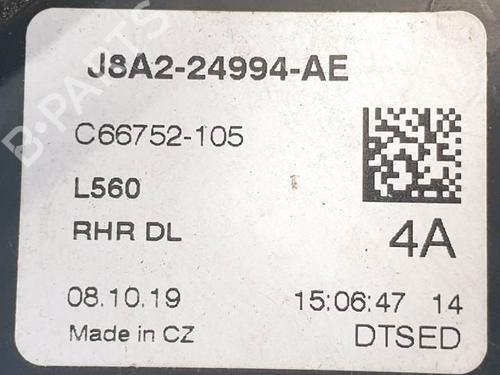 J8A2-24994-AE
C66752-105
L560
RHR DL
4A
08.10.19
15:06:47 14
Made in CZ
DTSED
B-PARTS